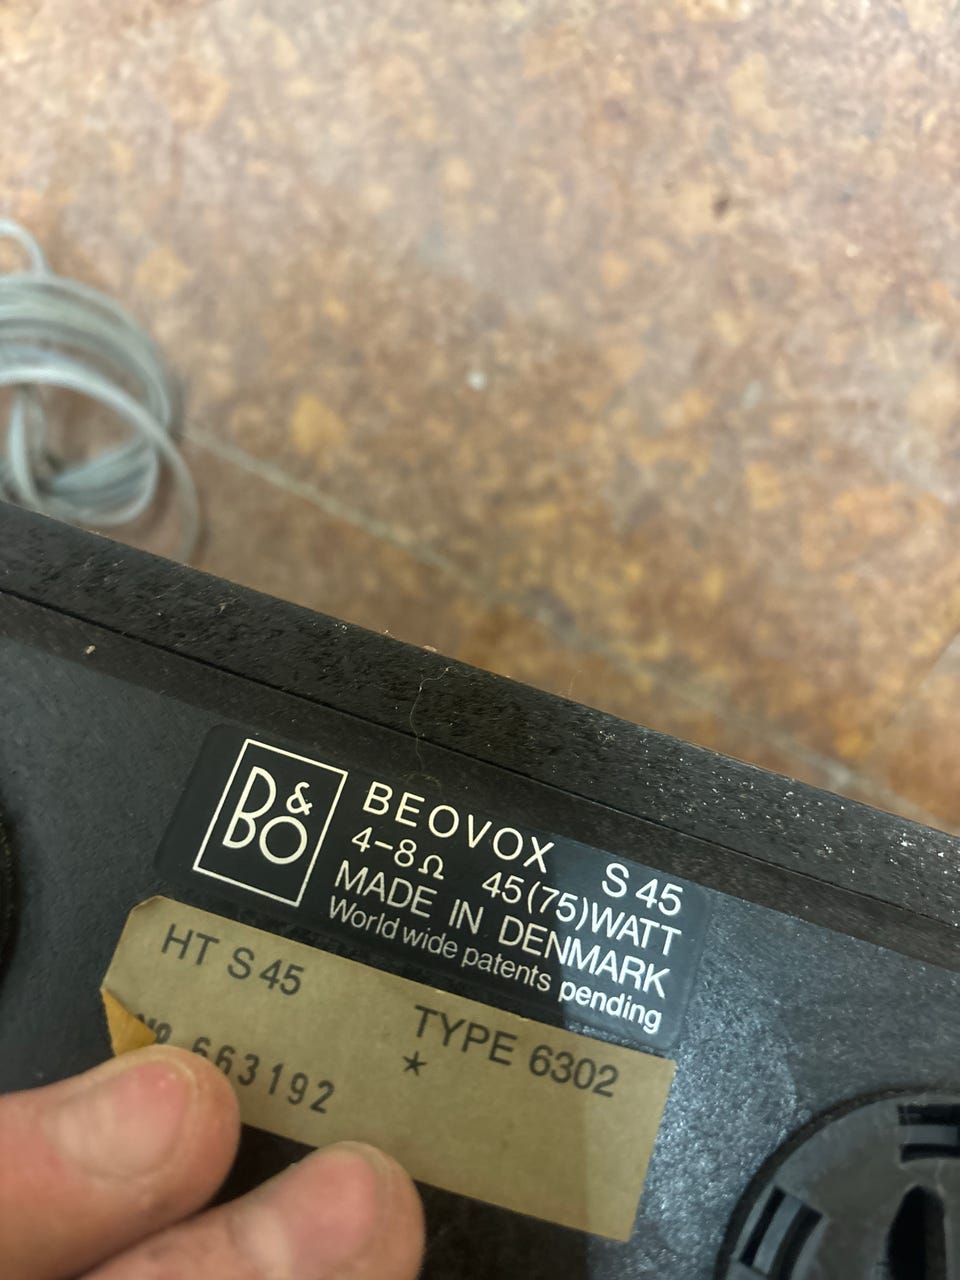 B&O
BEOVOX S 45
4-8Ω 45(75)WATT
MADE IN DENMARK
World wide patents pending
HT S 45
TYPE 6302
Nº 663192 *